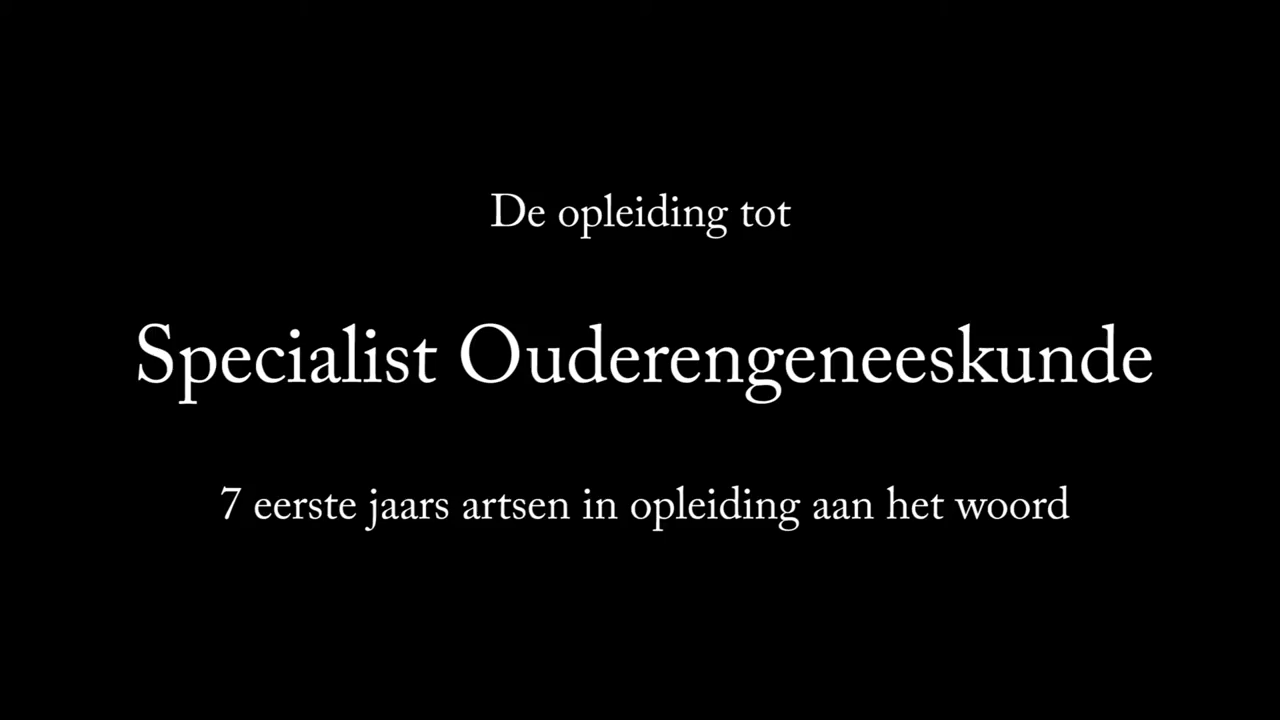 De opleiding tot
Specialist Ouderengeneeskunde
7 eerste jaars artsen in opleiding aan het woord